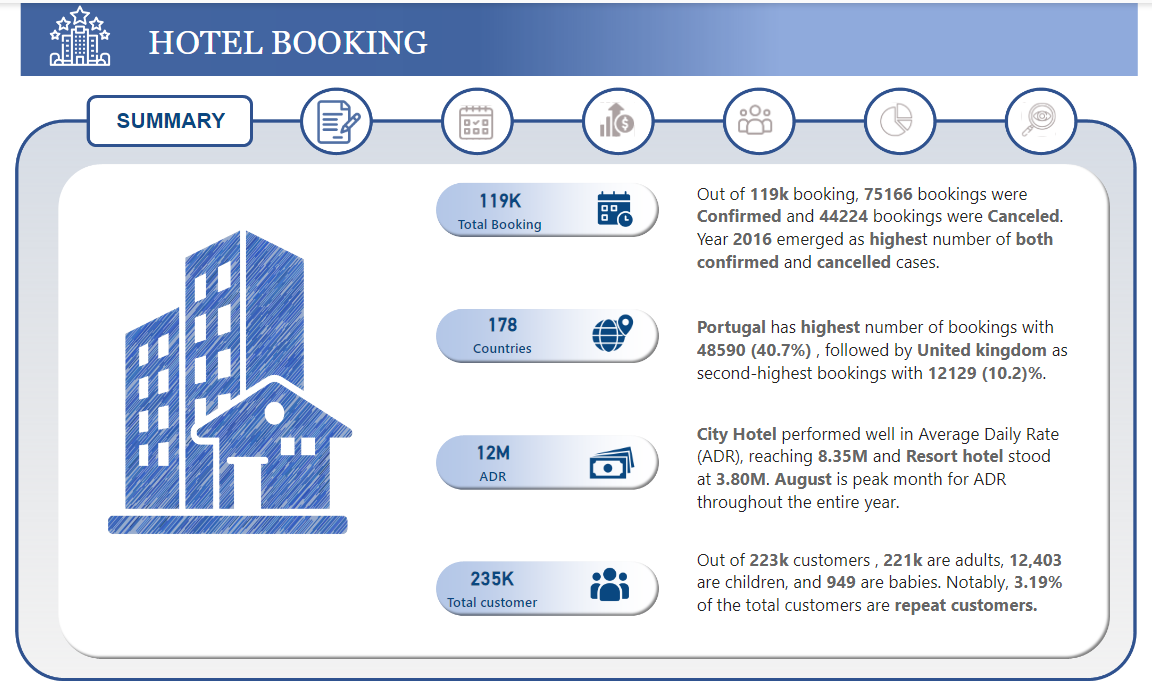 HOTEL BOOKING
SUMMARY
119K
Total Booking
Out of 119k booking, 75166 bookings were
Confirmed and 44224 bookings were Canceled.
Year 2016 emerged as highest number of both
confirmed and cancelled cases.
178
Countries
Portugal has highest number of bookings with
48590 (40.7%) , followed by United kingdom as
second-highest bookings with 12129 (10.2)%.
12M
ADR
City Hotel performed well in Average Daily Rate
(ADR), reaching 8.35M and Resort hotel stood
at 3.80M. August is peak month for ADR
throughout the entire year.
235K
Total customer
Out of 223k customers , 221k are adults, 12,403
are children, and 949 are babies. Notably, 3.19%
of the total customers are repeat customers.